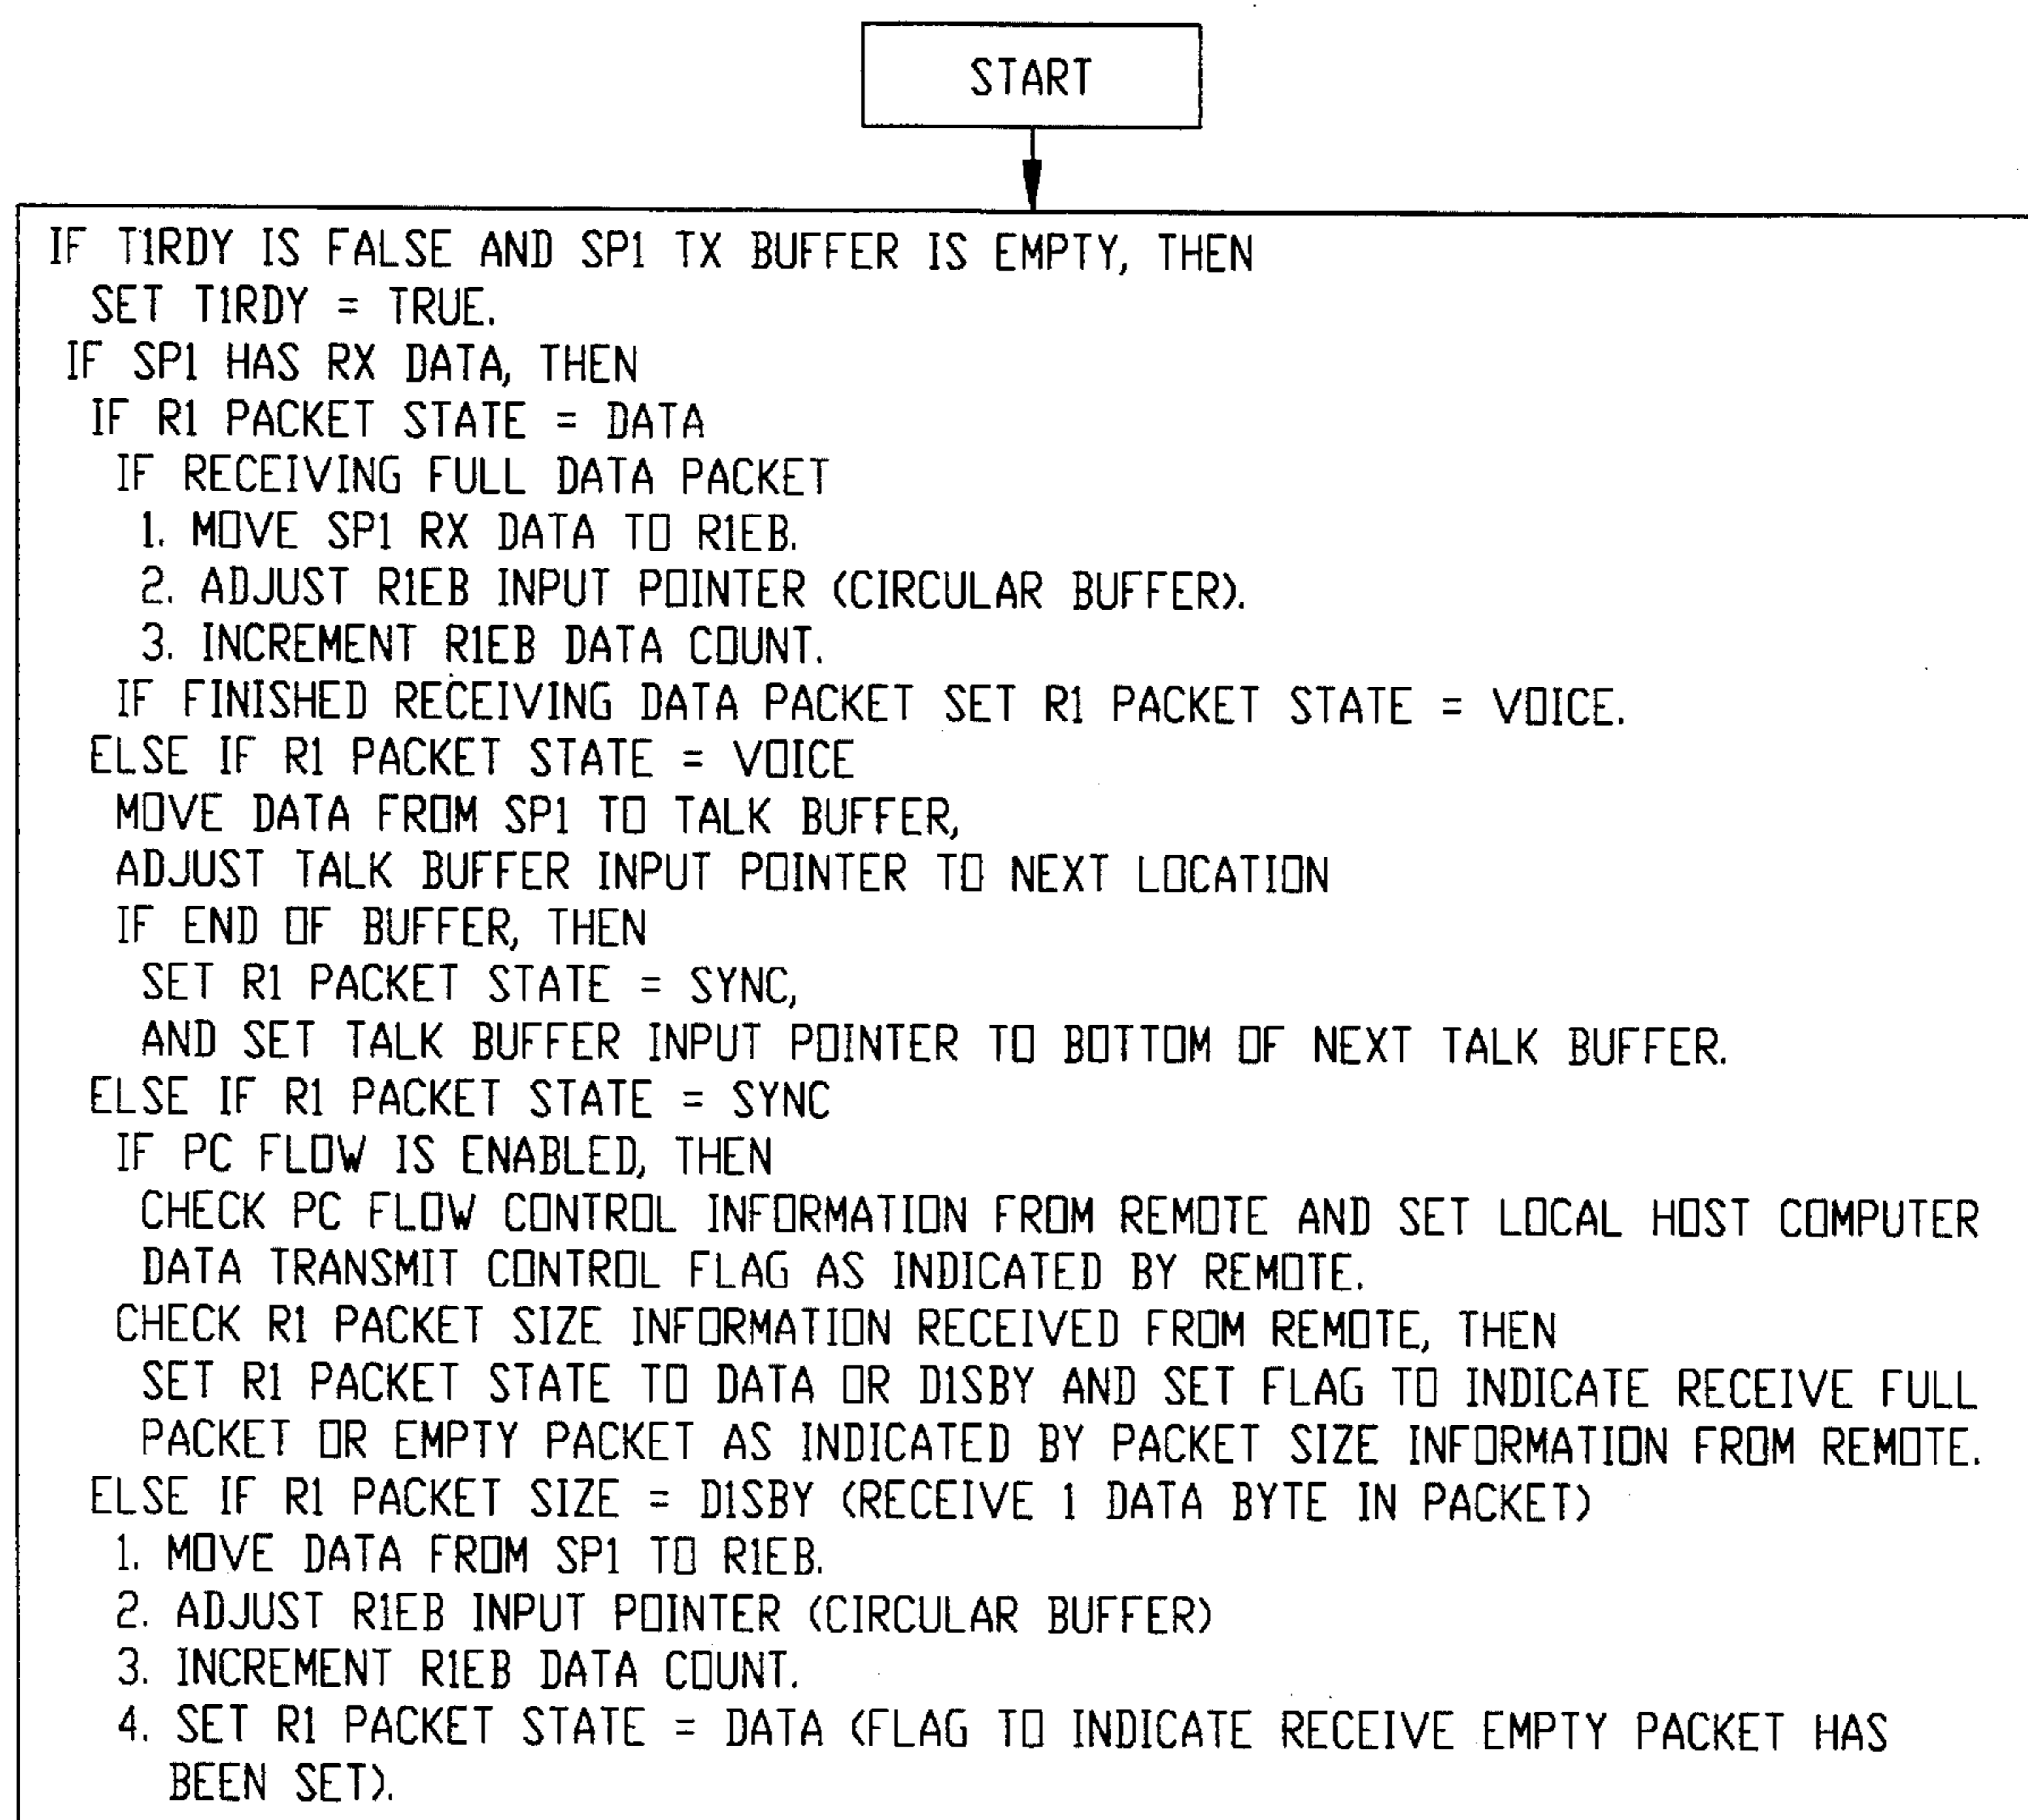 START
IF T1RDY IS FALSE AND SP1 TX BUFFER IS EMPTY, THEN
SET T1RDY = TRUE.
IF SP1 HAS RX DATA, THEN
IF R1 PACKET STATE = DATA
IF RECEIVING FULL DATA PACKET
1. MOVE SP1 RX DATA TO R1EB.
2. ADJUST R1EB INPUT POINTER (CIRCULAR BUFFER).
3. INCREMENT R1EB DATA COUNT.
IF FINISHED RECEIVING DATA PACKET SET R1 PACKET STATE = VOICE.
ELSE IF R1 PACKET STATE = VOICE
MOVE DATA FROM SP1 TO TALK BUFFER,
ADJUST TALK BUFFER INPUT POINTER TO NEXT LOCATION
IF END OF BUFFER, THEN
SET R1 PACKET STATE = SYNC,
AND SET TALK BUFFER INPUT POINTER TO BOTTOM OF NEXT TALK BUFFER.
ELSE IF R1 PACKET STATE = SYNC
IF PC FLOW IS ENABLED, THEN
CHECK PC FLOW CONTROL INFORMATION FROM REMOTE AND SET LOCAL HOST COMPUTER
DATA TRANSMIT CONTROL FLAG AS INDICATED BY REMOTE.
CHECK R1 PACKET SIZE INFORMATION RECEIVED FROM REMOTE, THEN
SET R1 PACKET STATE TO DATA OR D1SBY AND SET FLAG TO INDICATE RECEIVE FULL
PACKET OR EMPTY PACKET AS INDICATED BY PACKET SIZE INFORMATION FROM REMOTE.
ELSE IF R1 PACKET SIZE = D1SBY (RECEIVE 1 DATA BYTE IN PACKET)
1. MOVE DATA FROM SP1 TO R1EB.
2. ADJUST R1EB INPUT POINTER (CIRCULAR BUFFER)
3. INCREMENT R1EB DATA COUNT.
4. SET R1 PACKET STATE = DATA (FLAG TO INDICATE RECEIVE EMPTY PACKET HAS
BEEN SET).